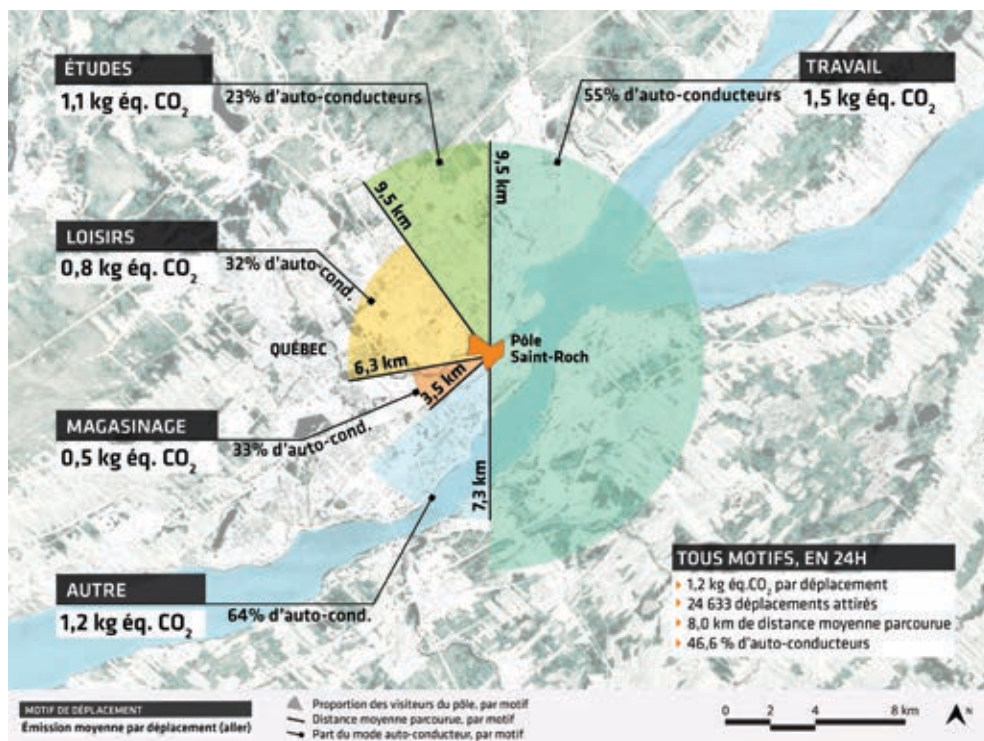 ÉTUDES
1,1 kg éq. CO₂
23% d'auto-conducteurs
TRAVAIL
1,5 kg éq. CO₂
55% d'auto-conducteurs
9,5 km
9,5 km
LOISIRS
0,8 kg éq. CO₂
32% d'auto-cond.
QUÉBEC
6,3 km
Pôle
Saint-Roch
3,5 km
MAGASINAGE
0,5 kg éq. CO₂
33% d'auto-cond.
7,3 km
AUTRE
1,2 kg éq. CO₂
64% d'auto-cond.
TOUS MOTIFS, EN 24H
1,2 kg éq.CO₂ par déplacement
24 633 déplacements attirés
8,0 km de distance moyenne parcourue
46,6 % d'auto-conducteurs
MOTIF DE DÉPLACEMENT
Émission moyenne par déplacement (aller)
Proportion des visiteurs du pôle, par motif
Distance moyenne parcourue, par motif
Part du mode auto-conducteur, par motif
0 2 4 8 km
N